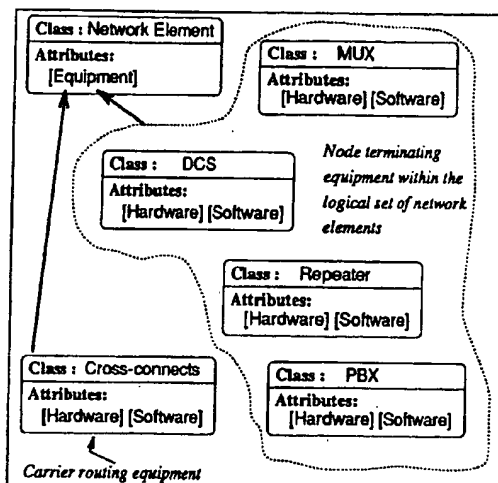 Class : Network Element
Attributes:
[Equipment]
Class : MUX
Attributes:
[Hardware] [Software]
Class : DCS
Attributes:
[Hardware] [Software]
Node terminating
equipment within the
logical set of network
elements
Class : Repeater
Attributes:
[Hardware] [Software]
Class : Cross-connects
Attributes:
[Hardware] [Software]
Class : PBX
Attributes:
[Hardware] [Software]
Carrier routing equipment